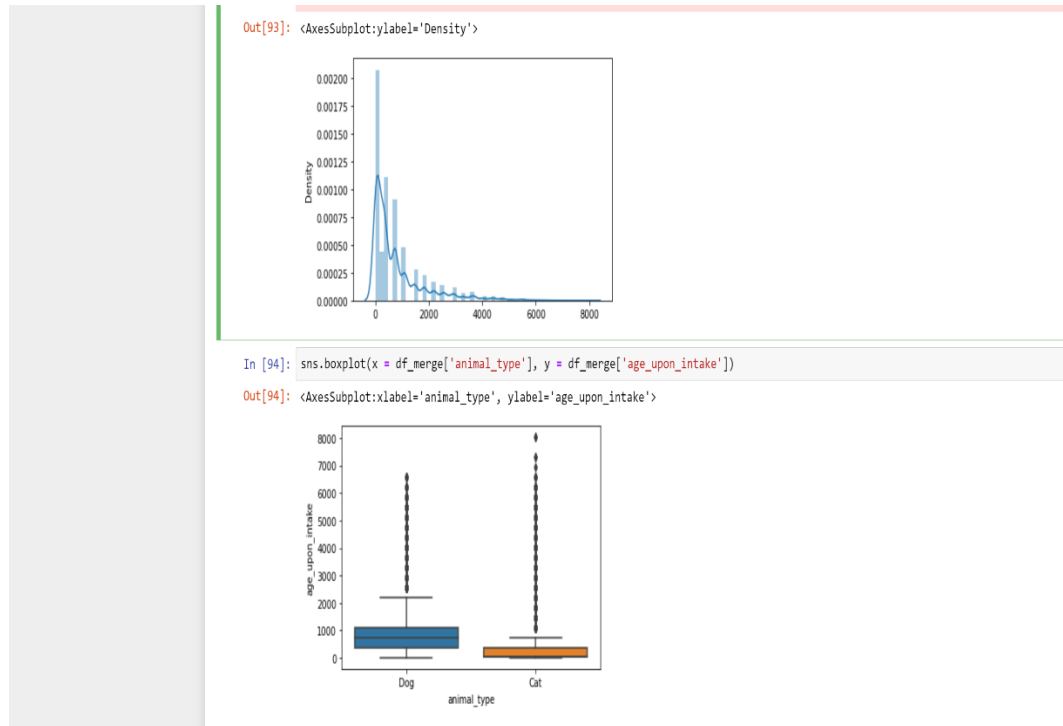 Out[93]: <AxesSubplot:ylabel='Density'>
0.00200
0.00175
0.00150
0.00125
0.00100
0.00075
0.00050
0.00025
0.00000
Density
0 2000 4000 6000 8000
In [94]: sns.boxplot(x = df_merge['animal_type'], y = df_merge['age_upon_intake'])
Out[94]: <AxesSubplot:xlabel='animal_type', ylabel='age_upon_intake'>
8000
7000
6000
5000
4000
3000
2000
1000
0
age_upon_intake
Dog Cat
animal_type